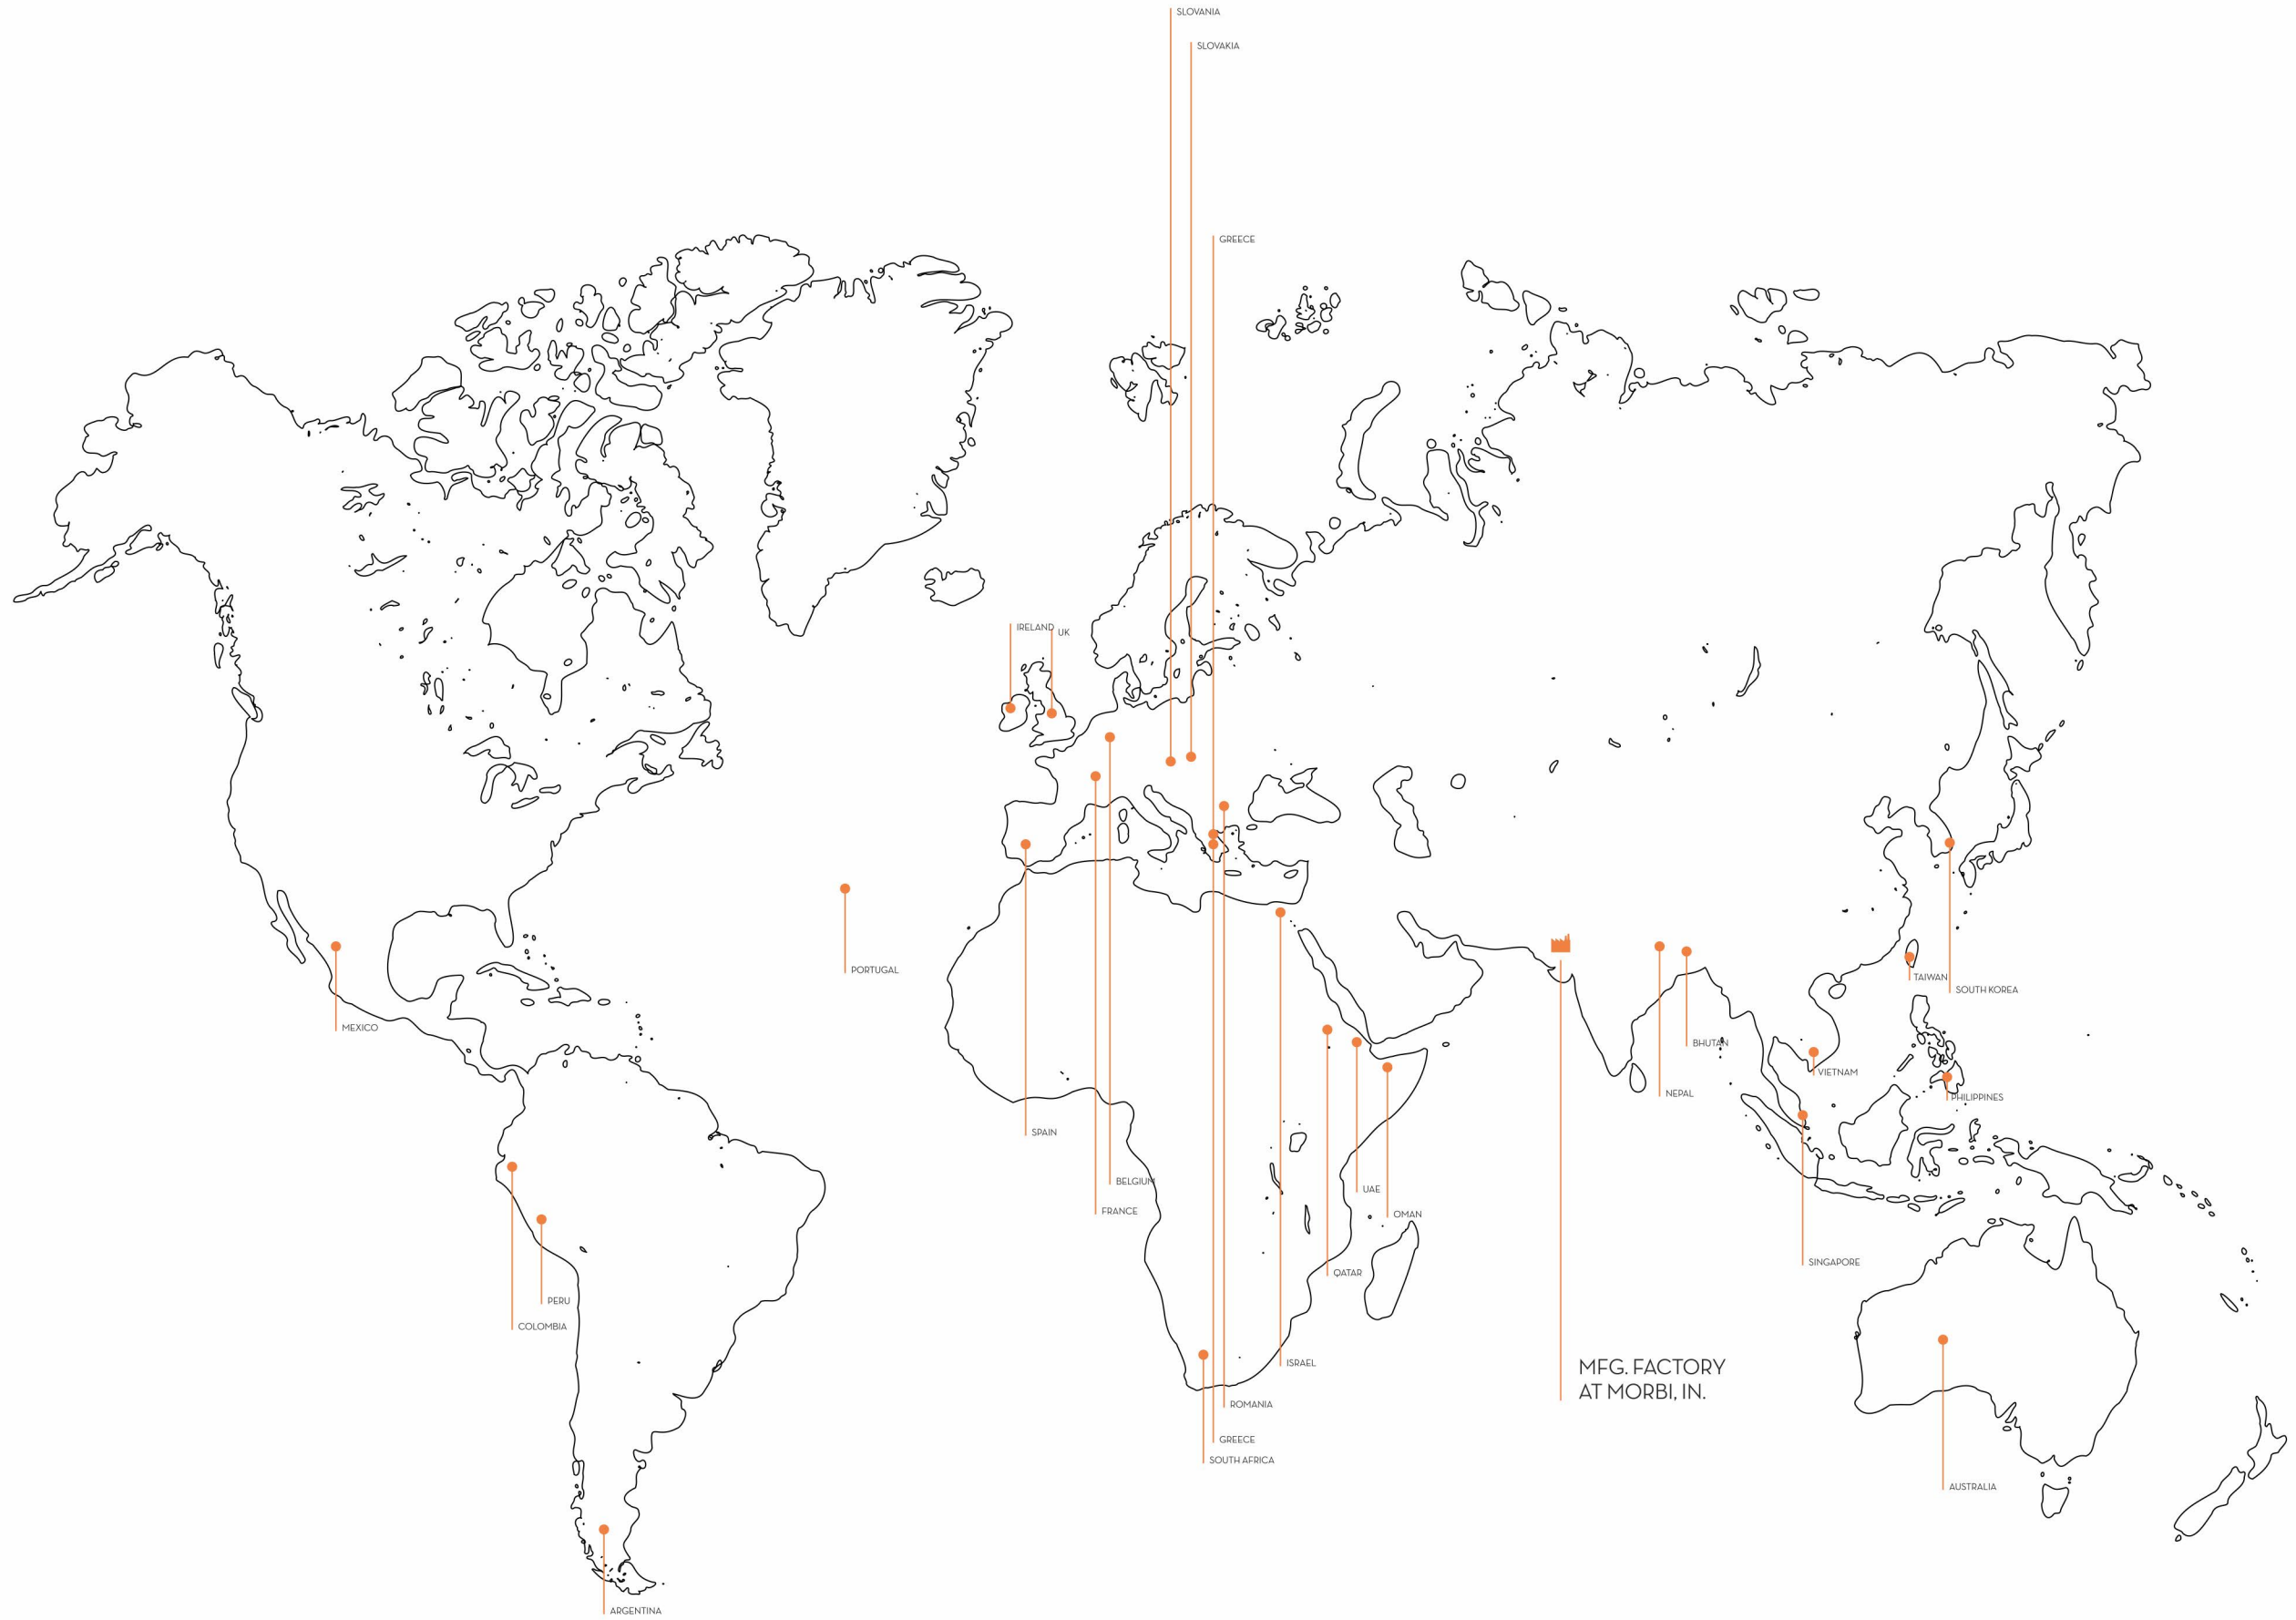 SLOVANIA
SLOVAKIA
GREECE
IRELAND
UK
PORTUGAL
TAIWAN
SOUTH KOREA
MEXICO
BHUTAN
VIETNAM
NEPAL
PHILIPPINES
SPAIN
BELGIUM
UAE
FRANCE
OMAN
SINGAPORE
QATAR
PERU
COLOMBIA
ISRAEL
MFG. FACTORY
AT MORBI, IN.
ROMANIA
GREECE
SOUTH AFRICA
AUSTRALIA
ARGENTINA